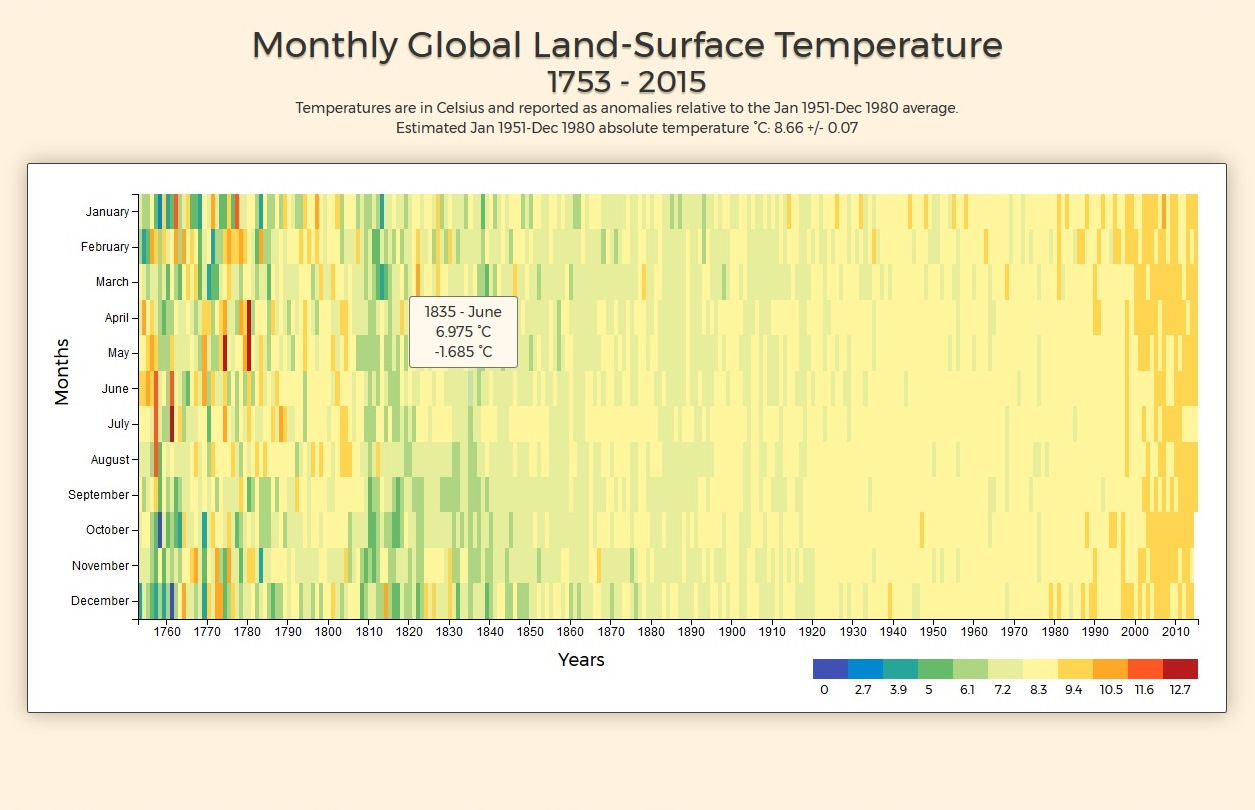 Monthly Global Land-Surface Temperature
1753 - 2015
Temperatures are in Celsius and reported as anomalies relative to the Jan 1951-Dec 1980 average.
Estimated Jan 1951-Dec 1980 absolute temperature ˚C: 8.66 +/- 0.07
Months
January
February
March
April
May
June
July
August
September
October
November
December
1835 - June
6.975 ˚C
-1.685 ˚C
1760 1770 1780 1790 1800 1810 1820 1830 1840 1850 1860 1870 1880 1890 1900 1910 1920 1930 1940 1950 1960 1970 1980 1990 2000 2010
Years
0 2.7 3.9 5 6.1 7.2 8.3 9.4 10.5 11.6 12.7